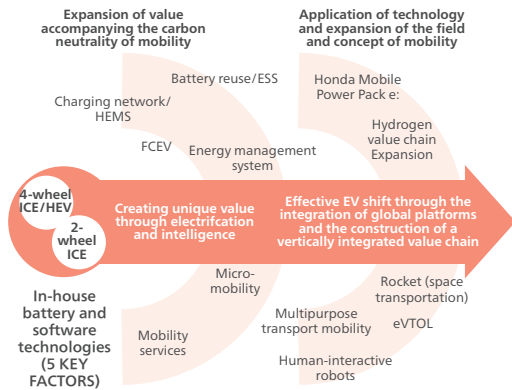 Expansion of value
accompanying the carbon
neutrality of mobility
Application of technology
and expansion of the field
and concept of mobility
Battery reuse/ESS
Charging network/
HEMS
FCEV
Energy management
system
Honda Mobile
Power Pack e:
Hydrogen
value chain
Expansion
4-wheel
ICE/HEV
2-
wheel
ICE
Creating unique value
through electrifcation
and intelligence
Effective EV shift through the
integration of global platforms
and the construction of a
vertically integrated value chain
In-house
battery and
software
technologies
(5 KEY
FACTORS)
Micro-
mobility
Mobility
services
Multipurpose
transport mobility
Human-interactive
robots
Rocket (space
transportation)
eVTOL